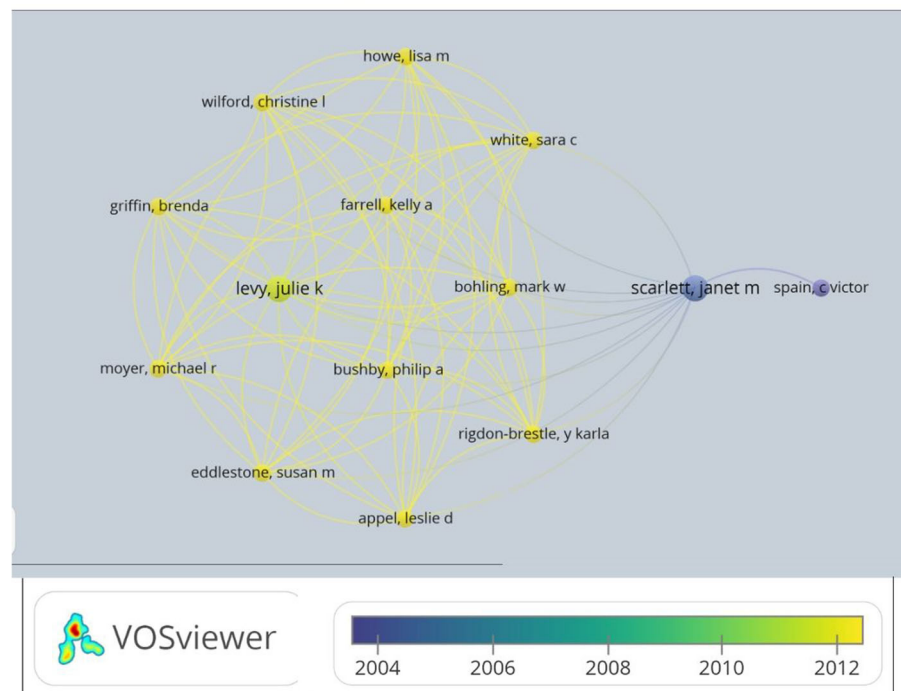 howe, lisa m
wilford, christine l
white, sara c
griffin, brenda
farrell, kelly a
levy, julie k
bohling, mark w
scarlett, janet m
spain, c victor
moyer, michael r
bushby, philip a
rigdon-brestle, y karla
eddlestone, susan m
appel, leslie d
VOSviewer
2004 2006 2008 2010 2012